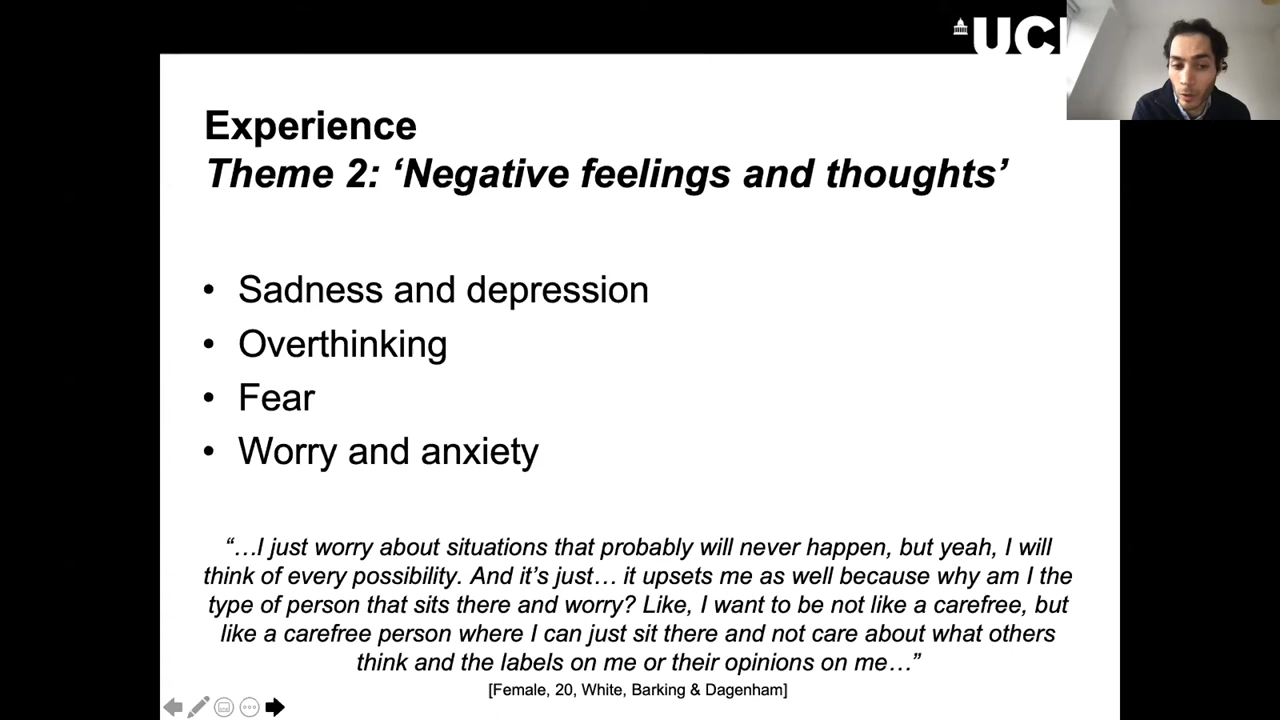 UCL
Experience
Theme 2: ‘Negative feelings and thoughts’
• Sadness and depression
• Overthinking
• Fear
• Worry and anxiety
“…I just worry about situations that probably will never happen, but yeah, I will
think of every possibility. And it’s just… it upsets me as well because why am I the
type of person that sits there and worry? Like, I want to be not like a carefree, but
like a carefree person where I can just sit there and not care about what others
think and the labels on me or their opinions on me…”
[Female, 20, White, Barking & Dagenham]